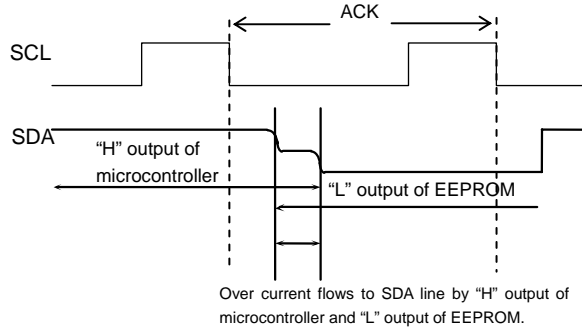 ACK
SCL
SDA
“H” output of
microcontroller
“L” output of EEPROM
Over current flows to SDA line by “H” output of
microcontroller and “L” output of EEPROM.